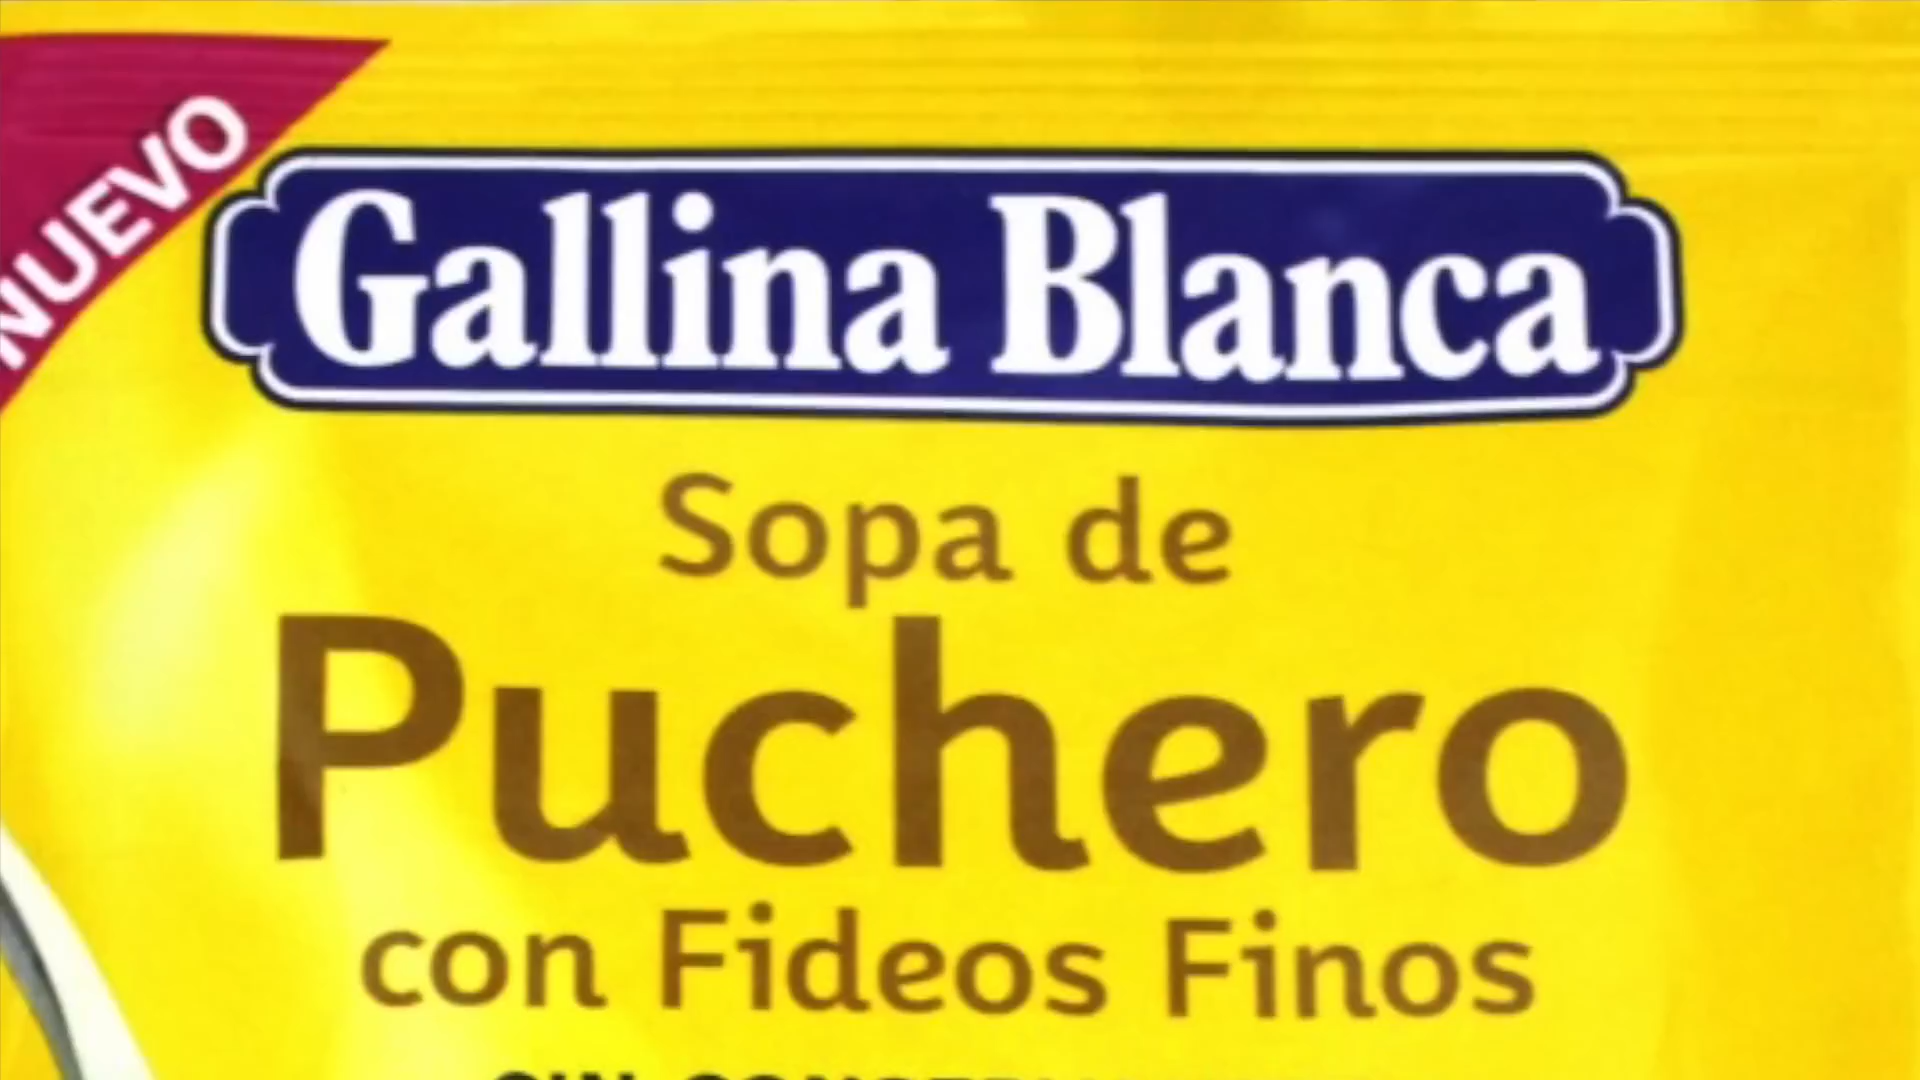 NUEVO
Gallina Blanca
Sopa de
Puchero
con Fideos Finos